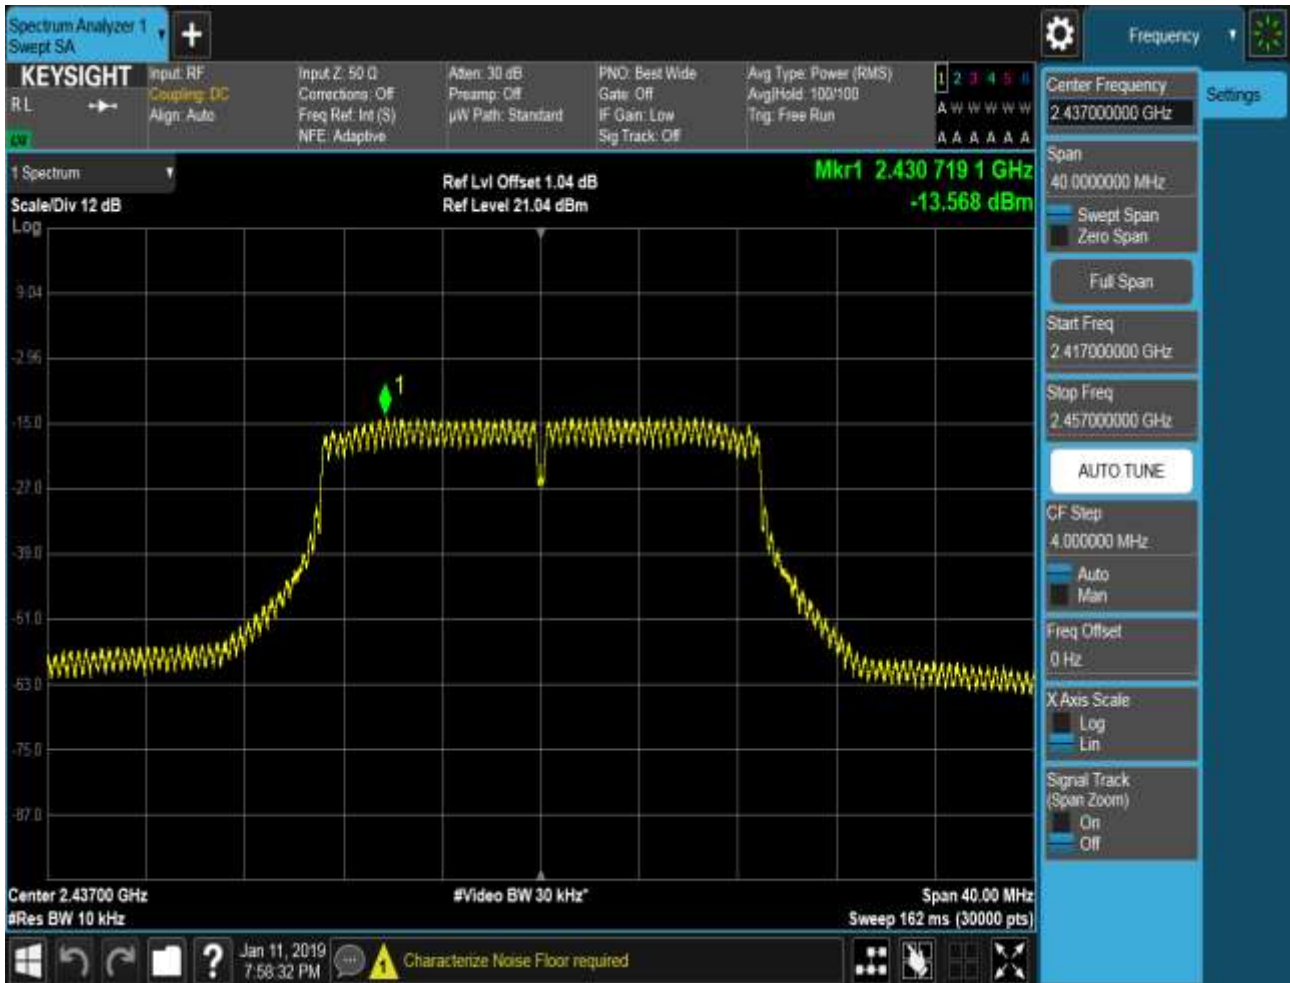 Spectrum Analyzer 1
Swept SA
Frequency
KEYSIGHT
R L
Input: RF
Coupling: DC
Align: Auto
Input Z: 50 Ω
Corrections: Off
Freq Ref: Int (S)
NFE: Adaptive
Atten: 30 dB
Preamp: Off
µW Path: Standard
PNO: Best Wide
Gate: Off
IF Gain: Low
Sig Track: Off
Avg Type: Power (RMS)
Avg|Hold: 100/100
Trig: Free Run
1 2 3 4 5 6
A W W W W W
A A A A A A
1 Spectrum
Scale/Div 12 dB
Log
Ref Lvl Offset 1.04 dB
Ref Level 21.04 dBm
Mkr1 2.430 719 1 GHz
-13.568 dBm
9.04
-2.96
1
-15.0
-27.0
-39.0
-51.0
-63.0
-75.0
-87.0
Center 2.43700 GHz
#Res BW 10 kHz
#Video BW 30 kHz*
Span 40.00 MHz
Sweep 162 ms (30000 pts)
Center Frequency
2.437000000 GHz
Settings
Span
40.0000000 MHz
Swept Span
Zero Span
Full Span
Start Freq
2.417000000 GHz
Stop Freq
2.457000000 GHz
AUTO TUNE
CF Step
4.000000 MHz
Auto
Man
Freq Offset
0 Hz
X Axis Scale
Log
Lin
Signal Track
(Span Zoom)
On
Off
?
Jan 11, 2019
7:58:32 PM
1
Characterize Noise Floor required